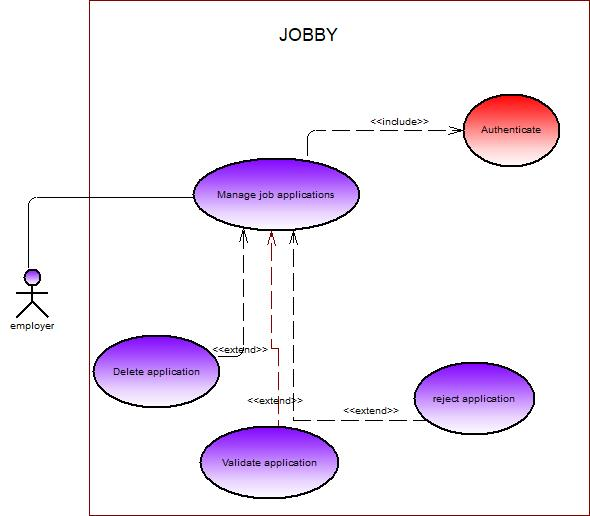 JOBBY
<<include>>
Authenticate
Manage job applications
employer
<<extend>>
Delete application
<<extend>>
reject application
<<extend>>
Validate application